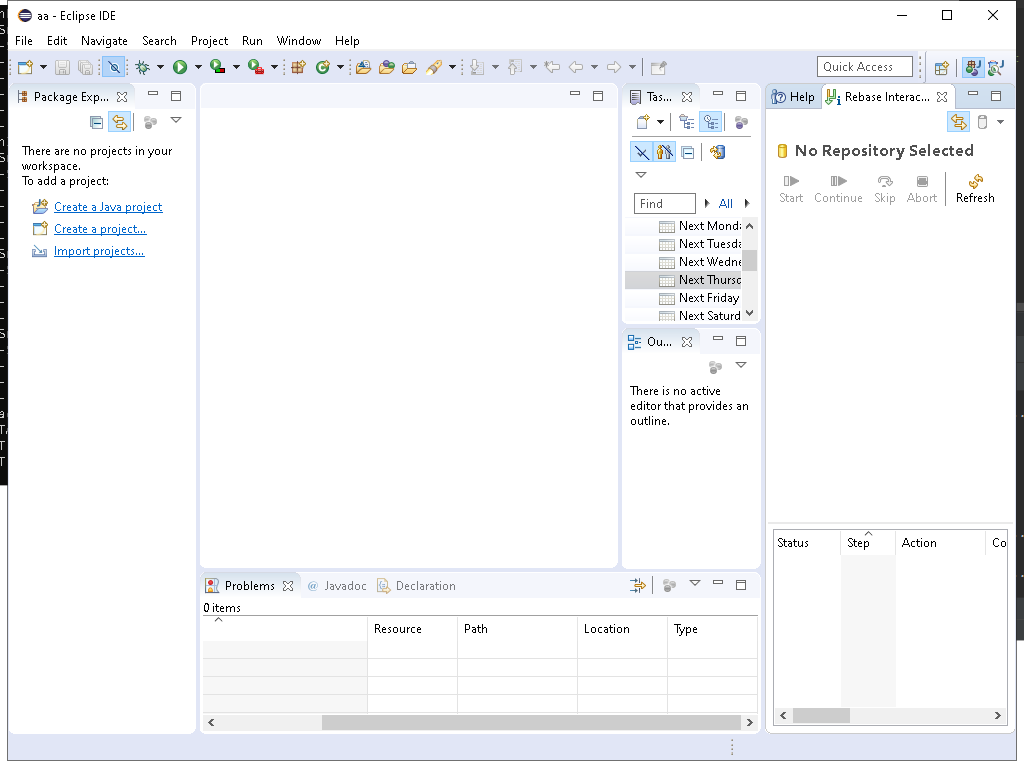 aa - Eclipse IDE
File Edit Navigate Search Project Run Window Help
Quick Access
Package Exp...
There are no projects in your
workspace.
To add a project:
Create a Java project
Create a project...
Import projects...
Tas...
Find
All
Next Monda
Next Tuesda
Next Wedne
Next Thursd
Next Friday
Next Saturd
Ou...
There is no active
editor that provides an
outline.
Help
Rebase Interac...
No Repository Selected
Start Continue Skip Abort Refresh
Status Step Action Co
Problems Javadoc Declaration
0 items
Resource Path Location Type